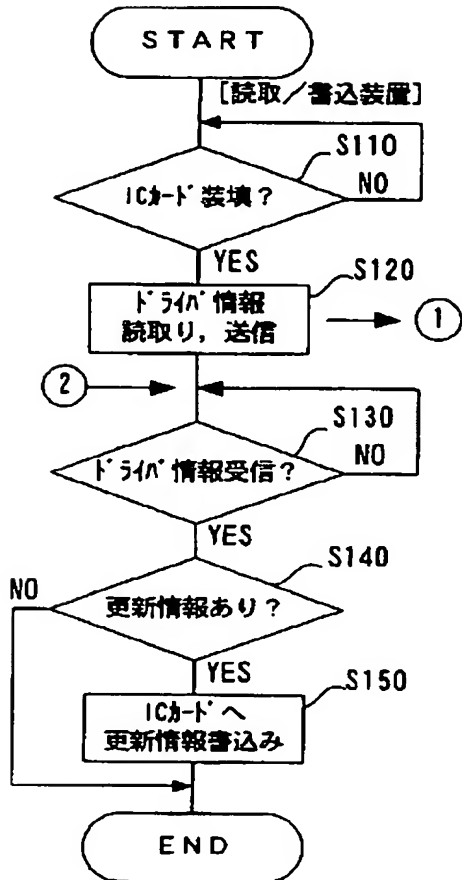 START
[読取／書込装置]
S110
ICｶｰﾄﾞ装填？
NO
YES
S120
ﾄﾞﾗｲﾊﾞ情報
読取り，送信
1
2
S130
ﾄﾞﾗｲﾊﾞ情報受信？
NO
YES
S140
NO
更新情報あり？
YES
S150
ICｶｰﾄﾞへ
更新情報書込み
END